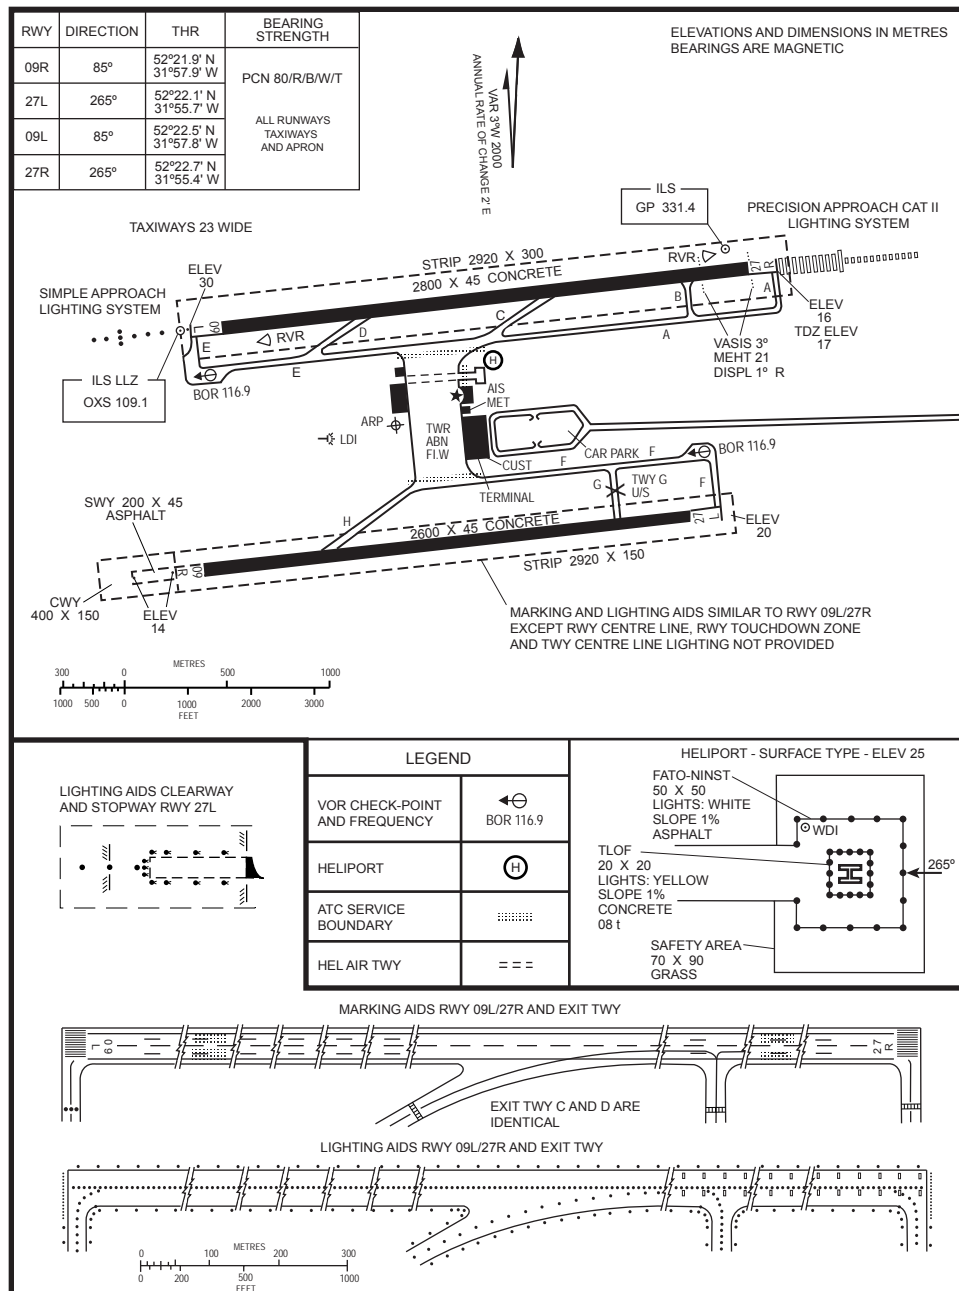 RWY DIRECTION THR BEARING STRENGTH
09R 85º 52º21.9' N 31º57.9' W
27L 265º 52º22.1' N 31º55.7' W
09L 85º 52º22.5' N 31º57.8' W
27R 265º 52º22.7' N 31º55.4' W
PCN 80/R/B/W/T
ALL RUNWAYS
TAXIWAYS
AND APRON
ELEVATIONS AND DIMENSIONS IN METRES
BEARINGS ARE MAGNETIC
VAR 3ºW 2000
ANNUAL RATE OF CHANGE 2' E
TAXIWAYS 23 WIDE
ILS
GP 331.4
PRECISION APPROACH CAT II
LIGHTING SYSTEM
STRIP 2920 X 300
2800 X 45 CONCRETE
RVR
27
R
ELEV
30
SIMPLE APPROACH
LIGHTING SYSTEM
L
09
RVR
E
E
D
C
B
A
A
ELEV
16
TDZ ELEV
17
VASIS 3º
MEHT 21
DISPL 1º R
ILS LLZ
OXS 109.1
BOR 116.9
H
AIS
MET
ARP
LDI
TWR
ABN
Fl.W
CUST
TERMINAL
CAR PARK
BOR 116.9
F
F
F
G
TWY G
U/S
H
SWY 200 X 45
ASPHALT
2600 X 45 CONCRETE
27
L
ELEV
20
STRIP 2920 X 150
R
09
CWY
400 X 150
ELEV
14
MARKING AND LIGHTING AIDS SIMILAR TO RWY 09L/27R
EXCEPT RWY CENTRE LINE, RWY TOUCHDOWN ZONE
AND TWY CENTRE LINE LIGHTING NOT PROVIDED
METRES
300 0 500 1000
1000 500 0 1000 2000 3000
FEET
LIGHTING AIDS CLEARWAY
AND STOPWAY RWY 27L
LEGEND
VOR CHECK-POINT
AND FREQUENCY
BOR 116.9
HELIPORT
H
ATC SERVICE
BOUNDARY
HEL AIR TWY
HELIPORT - SURFACE TYPE - ELEV 25
FATO-NINST
50 X 50
LIGHTS: WHITE
SLOPE 1%
ASPHALT
WDI
TLOF
20 X 20
LIGHTS: YELLOW
SLOPE 1%
CONCRETE
08 t
H
265º
SAFETY AREA
70 X 90
GRASS
MARKING AIDS RWY 09L/27R AND EXIT TWY
L
09
27
R
EXIT TWY C AND D ARE
IDENTICAL
LIGHTING AIDS RWY 09L/27R AND EXIT TWY
METRES
0 100 200 300
0 200 500 1000
FEET